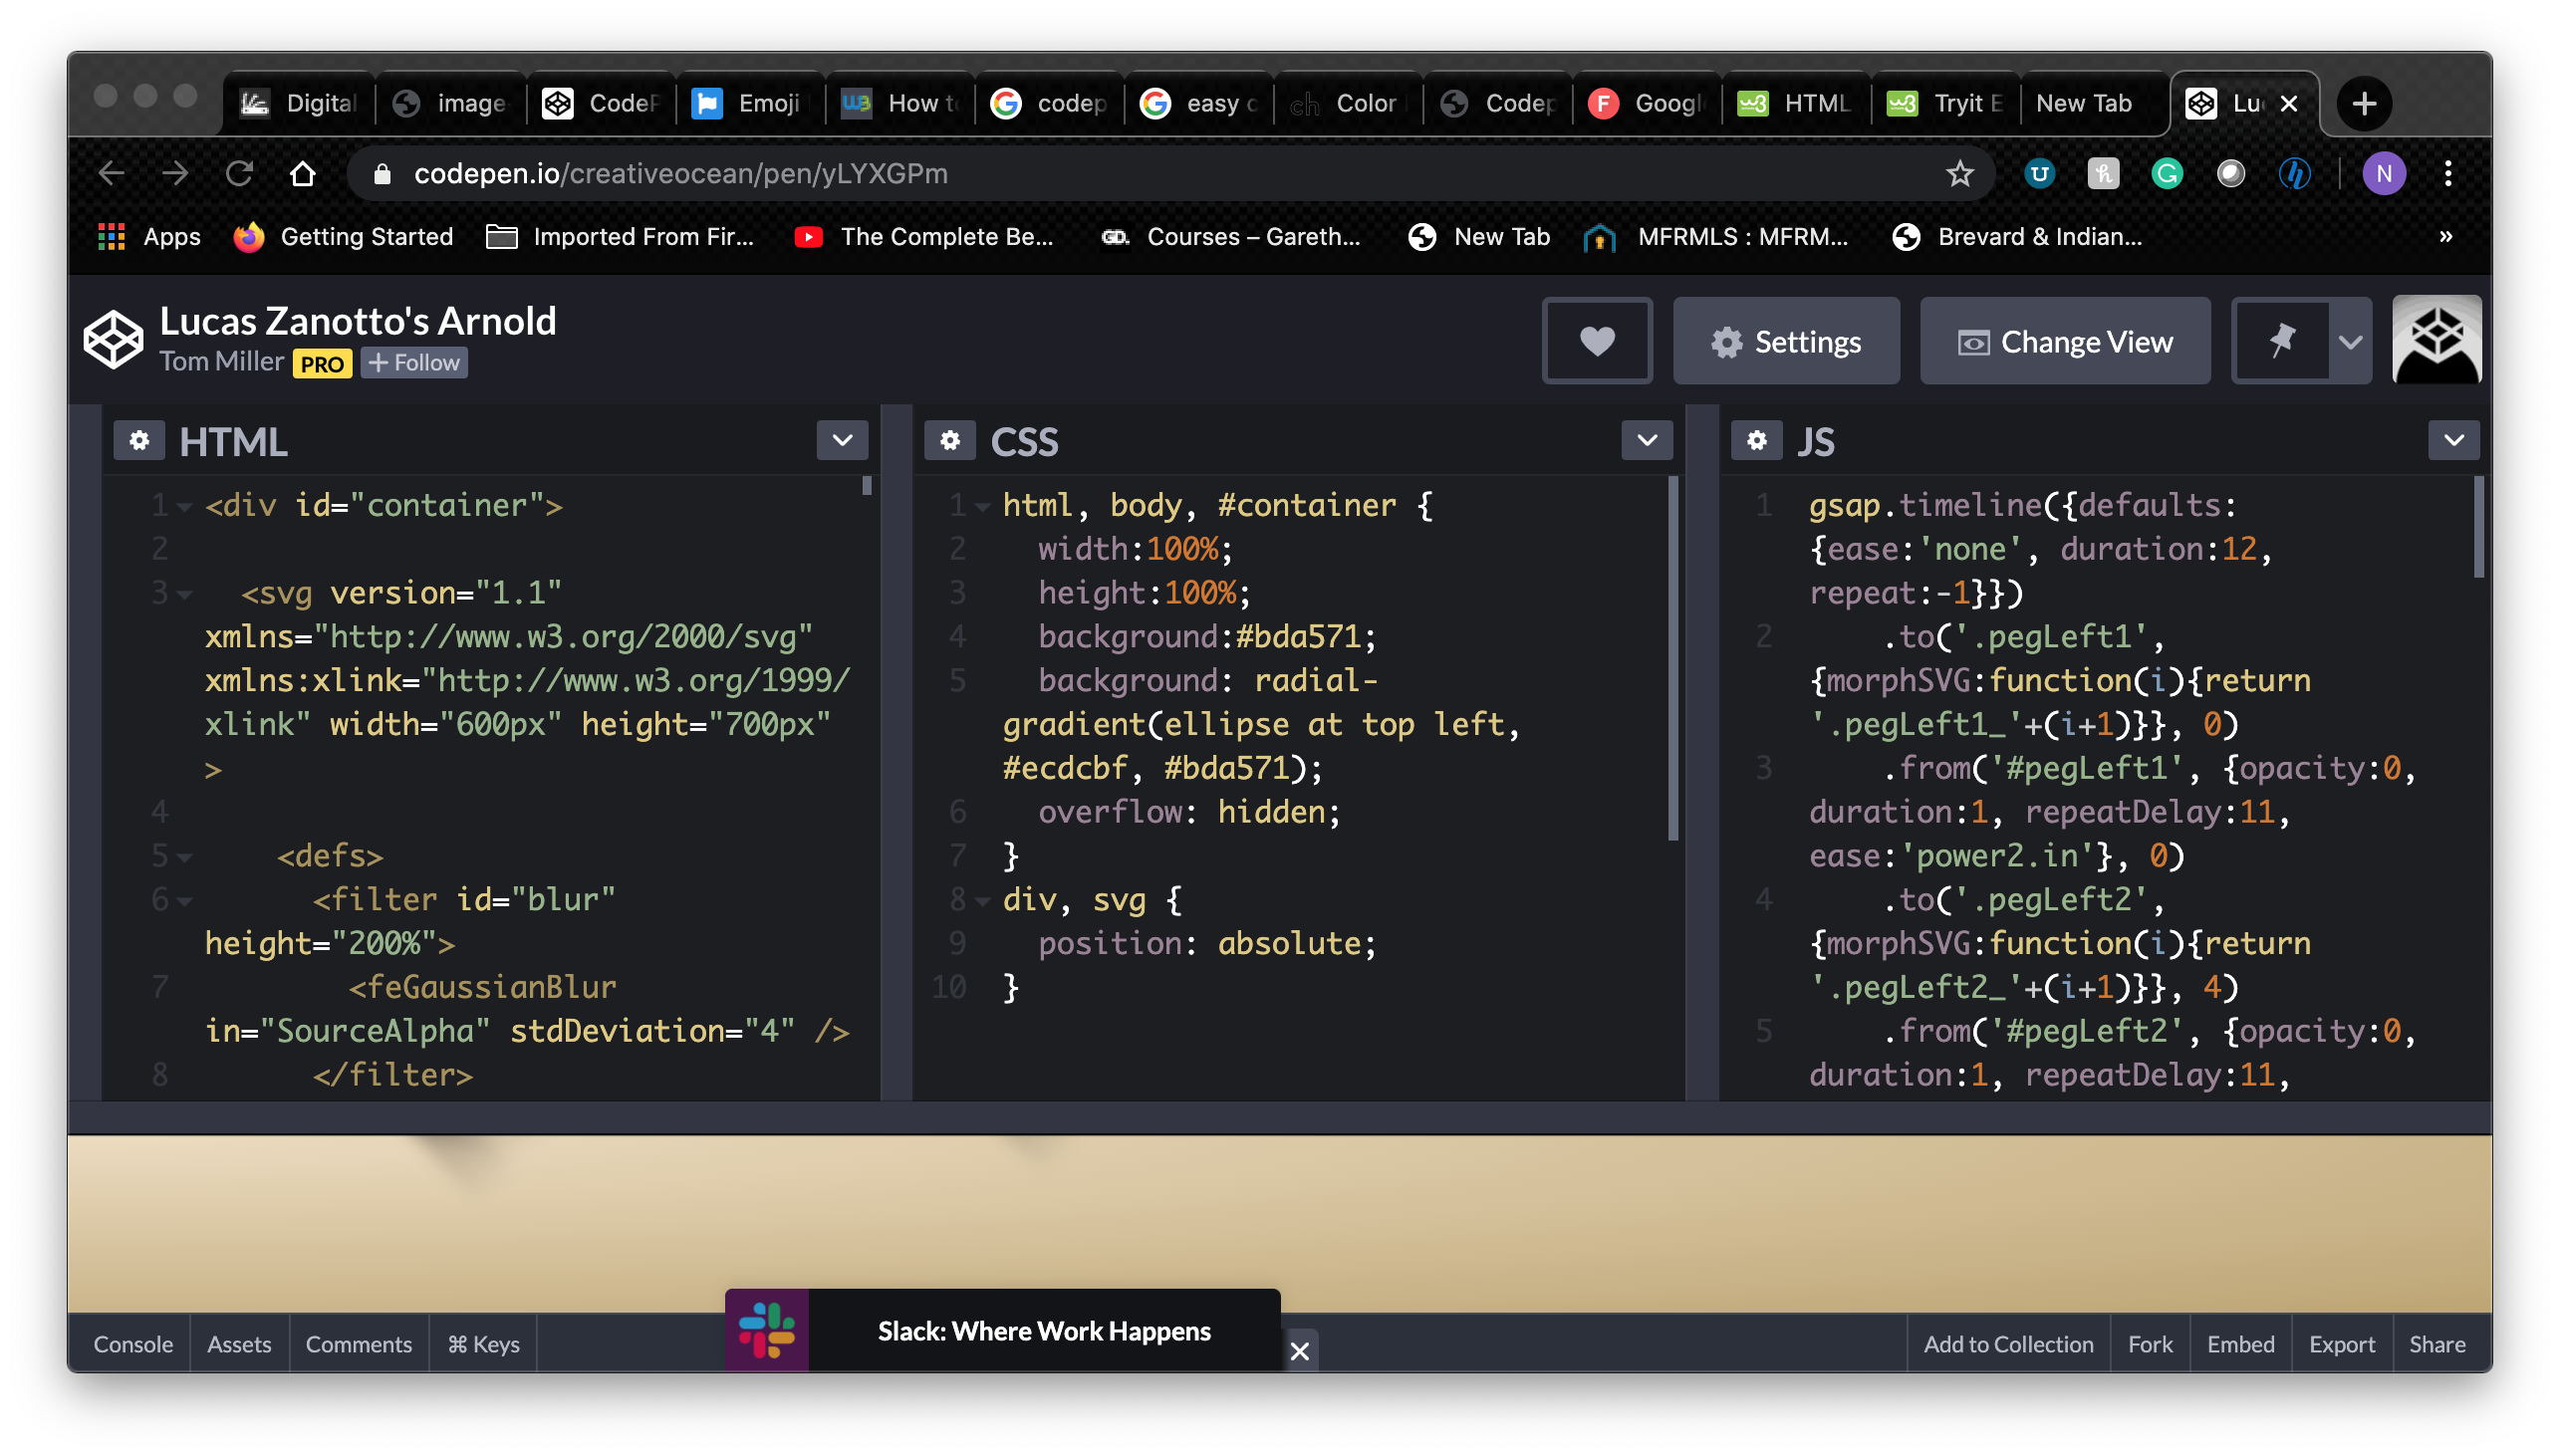 Digital
image-
CodeP
Emoji
How to
codep
easy c
Color
Codep
Googl
HTML
Tryit E
New Tab
Lu
codepen.io/creativeocean/pen/yLYXGPm
N
Apps
Getting Started
Imported From Fir...
The Complete Be...
GD.
Courses – Gareth...
New Tab
MFRMLS : MFRM...
Brevard & Indian...
»
Lucas Zanotto's Arnold
Tom Miller PRO + Follow
Settings
Change View
HTML
1 <div id="container">
2
3 <svg version="1.1"
xmlns="http://www.w3.org/2000/svg"
xmlns:xlink="http://www.w3.org/1999/
xlink" width="600px" height="700px"
>
4
5 <defs>
6 <filter id="blur"
height="200%">
7 <feGaussianBlur
in="SourceAlpha" stdDeviation="4" />
8 </filter>
CSS
1 html, body, #container {
2 width:100%;
3 height:100%;
4 background:#bda571;
5 background: radial-
gradient(ellipse at top left,
#ecdcbf, #bda571);
6 overflow: hidden;
7 }
8 div, svg {
9 position: absolute;
10 }
JS
1 gsap.timeline({defaults:
{ease:'none', duration:12,
repeat:-1}})
2 .to('.pegLeft1',
{morphSVG:function(i){return
'.pegLeft1_'+(i+1)}}, 0)
3 .from('#pegLeft1', {opacity:0,
duration:1, repeatDelay:11,
ease:'power2.in'}, 0)
4 .to('.pegLeft2',
{morphSVG:function(i){return
'.pegLeft2_'+(i+1)}}, 4)
5 .from('#pegLeft2', {opacity:0,
duration:1, repeatDelay:11,
Slack: Where Work Happens
Console
Assets
Comments
⌘ Keys
Add to Collection
Fork
Embed
Export
Share